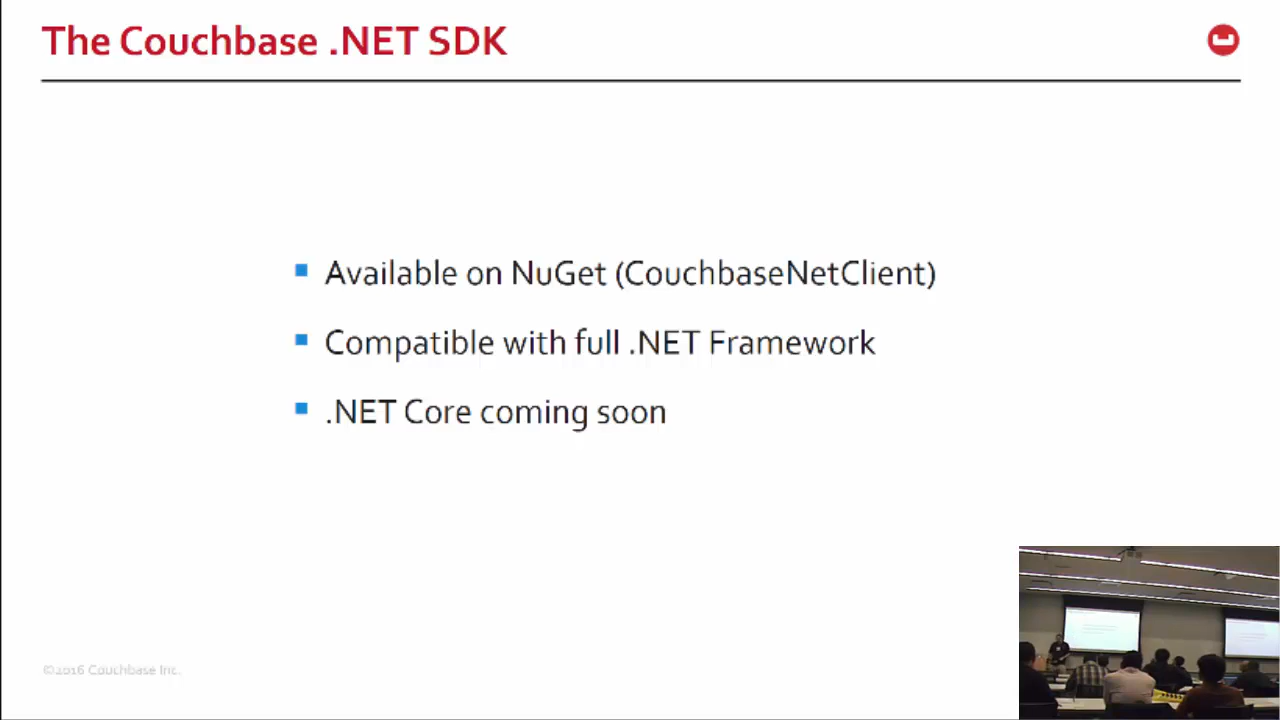 The Couchbase .NET SDK
Available on NuGet (CouchbaseNetClient)
Compatible with full .NET Framework
.NET Core coming soon
©2016 Couchbase Inc.